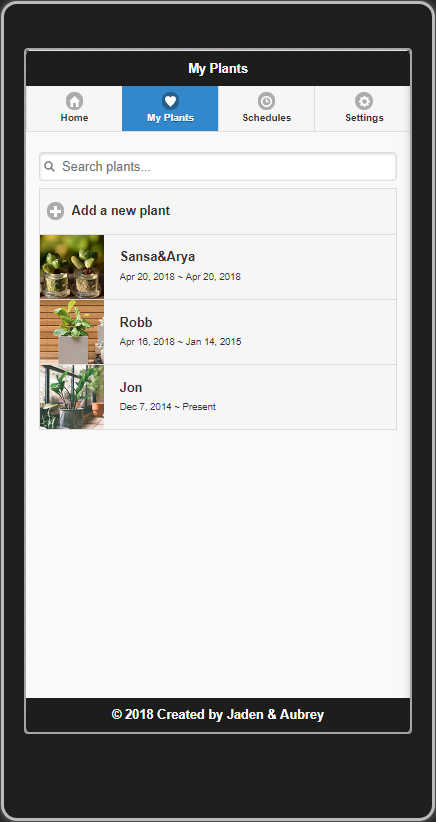 My Plants
Home My Plants Schedules Settings
Search plants...
Add a new plant
Sansa&Arya
Apr 20, 2018 ~ Apr 20, 2018
Robb
Apr 16, 2018 ~ Jan 14, 2015
Jon
Dec 7, 2014 ~ Present
© 2018 Created by Jaden & Aubrey